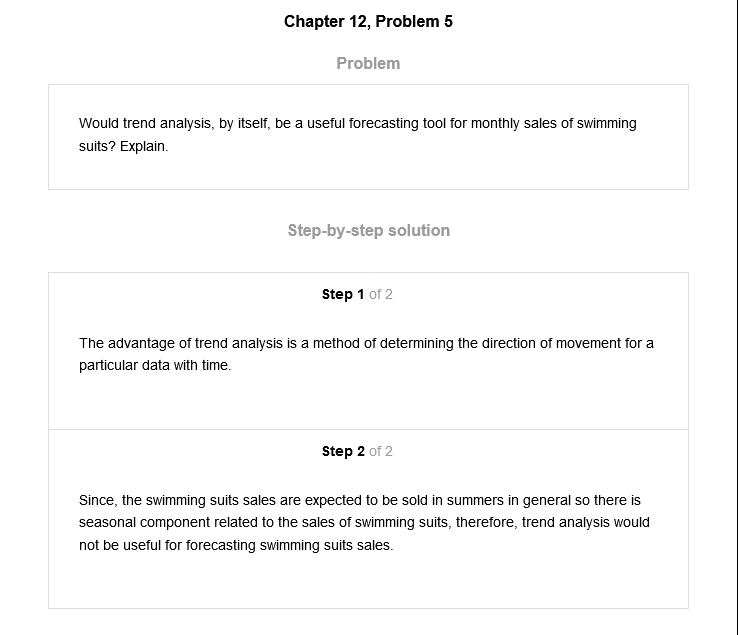 Chapter 12, Problem 5
Problem
Would trend analysis, by itself, be a useful forecasting tool for monthly sales of swimming
suits? Explain.
Step-by-step solution
Step 1 of 2
The advantage of trend analysis is a method of determining the direction of movement for a
particular data with time.
Step 2 of 2
Since, the swimming suits sales are expected to be sold in summers in general so there is
seasonal component related to the sales of swimming suits, therefore, trend analysis would
not be useful for forecasting swimming suits sales.